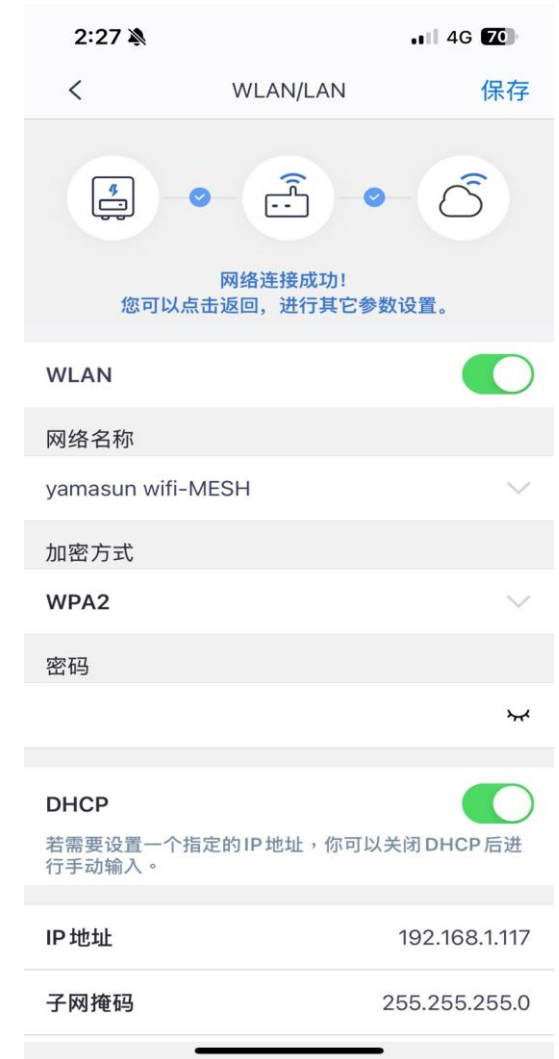 2:27
4G 70
WLAN/LAN
保存
网络连接成功!
您可以点击返回，进行其它参数设置。
WLAN
网络名称
yamasun wifi-MESH
加密方式
WPA2
密码
DHCP
若需要设置一个指定的IP地址，你可以关闭DHCP后进
行手动输入。
IP地址
192.168.1.117
子网掩码
255.255.255.0